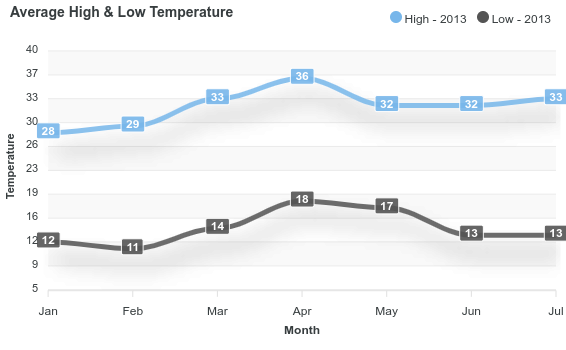 Average High & Low Temperature
High - 2013 Low - 2013
40
37
33
30
26
23
19
16
12
9
5
Temperature
28 29 33 36 32 32 33
12 11 14 18 17 13 13
Jan Feb Mar Apr May Jun Jul
Month